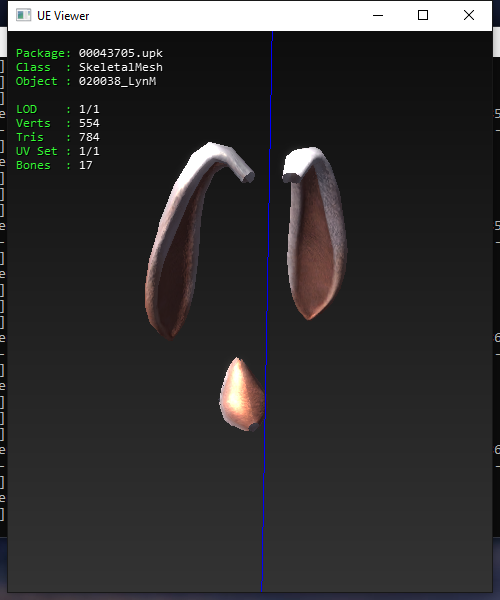 UE Viewer
Package: 00043705.upk
Class : SkeletalMesh
Object : 020038_LynM
LOD : 1/1
Verts : 554
Tris : 784
UV Set : 1/1
Bones : 17